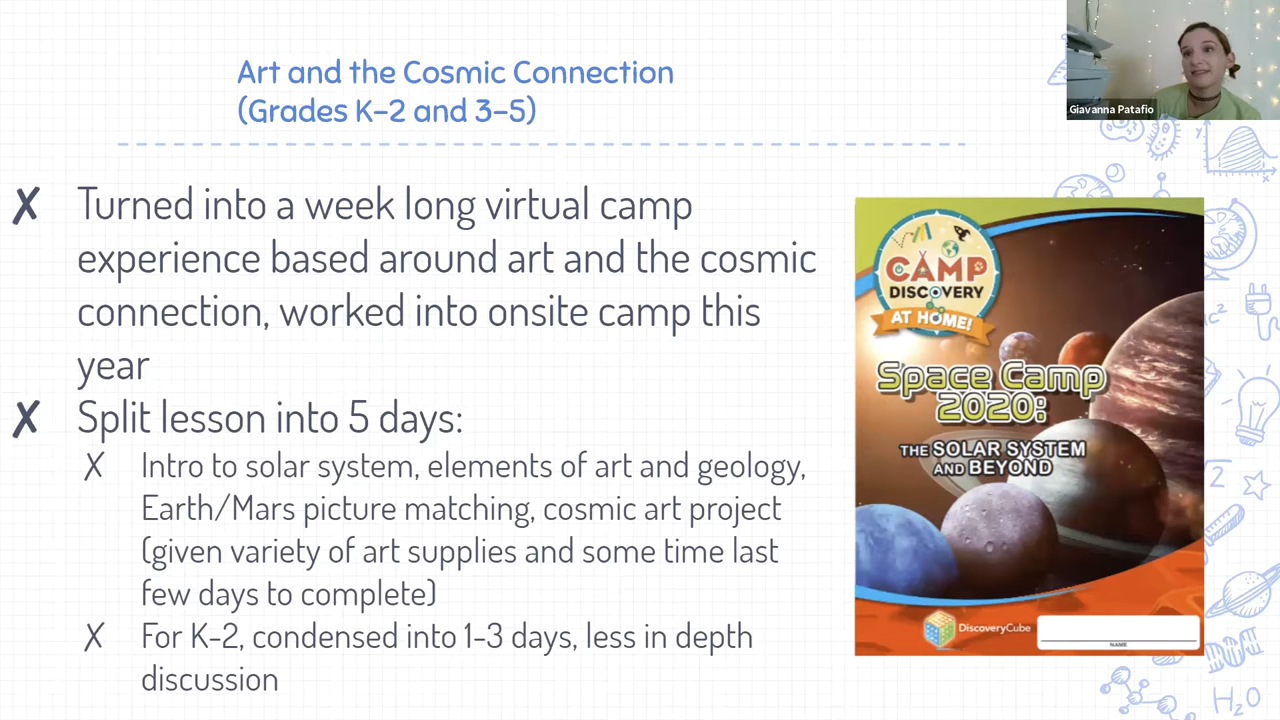 Art and the Cosmic Connection
(Grades K-2 and 3-5)
Giavanna Patafio
✗ Turned into a week long virtual camp
experience based around art and the cosmic
connection, worked into onsite camp this
year
✗ Split lesson into 5 days:
✗ Intro to solar system, elements of art and geology,
Earth/Mars picture matching, cosmic art project
(given variety of art supplies and some time last
few days to complete)
✗ For K-2, condensed into 1-3 days, less in depth
discussion
CAMP
DISCOVERY
AT HOME!
Space Camp
2020:
THE SOLAR SYSTEM
AND BEYOND
DiscoveryCube
NAME
y
x
c²
2
H₂O